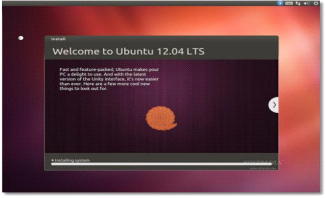 Install
Welcome to Ubuntu 12.04 LTS
Fast and feature-packed, Ubuntu makes your
PC a delight to use. And with the latest
version of the Unity interface, it's now easier
than ever. Here are a few more cool new
things to look out for.
Installing system